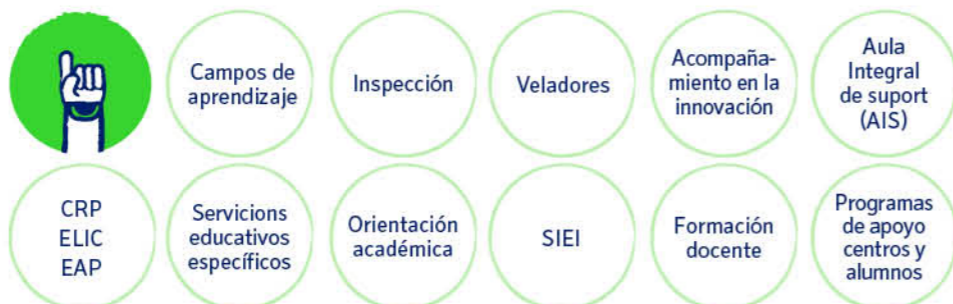 Campos de
aprendizaje
Inspección
Veladores
Acompaña-
miento en la
innovación
Aula
Integral
de suport
(AIS)
CRP
ELIC
EAP
Servicions
educativos
específicos
Orientación
académica
SIEI
Formación
docente
Programas
de apoyo
centros y
alumnos